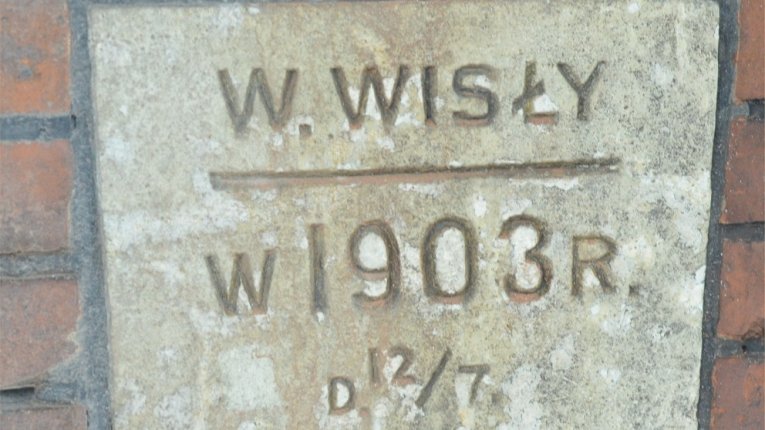 W. WISŁY
W 1903 R.
D. 12/7.